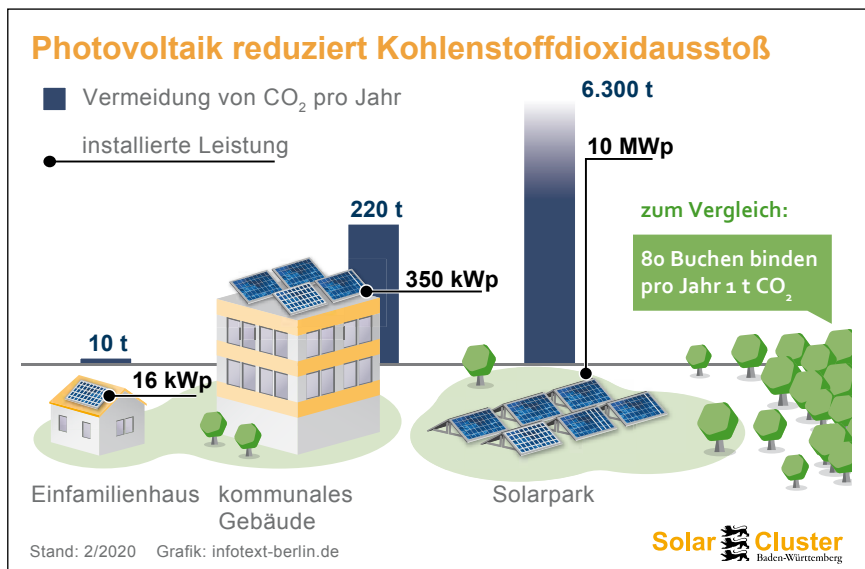 Photovoltaik reduziert Kohlenstoffdioxidausstoß
Vermeidung von CO₂ pro Jahr
installierte Leistung
6.300 t
10 MWp
220 t
350 kWp
zum Vergleich:
80 Buchen binden
pro Jahr 1 t CO₂
10 t
16 kWp
Einfamilienhaus
kommunales
Gebäude
Solarpark
Stand: 2/2020 Grafik: infotext-berlin.de
Solar Cluster
Baden-Württemberg